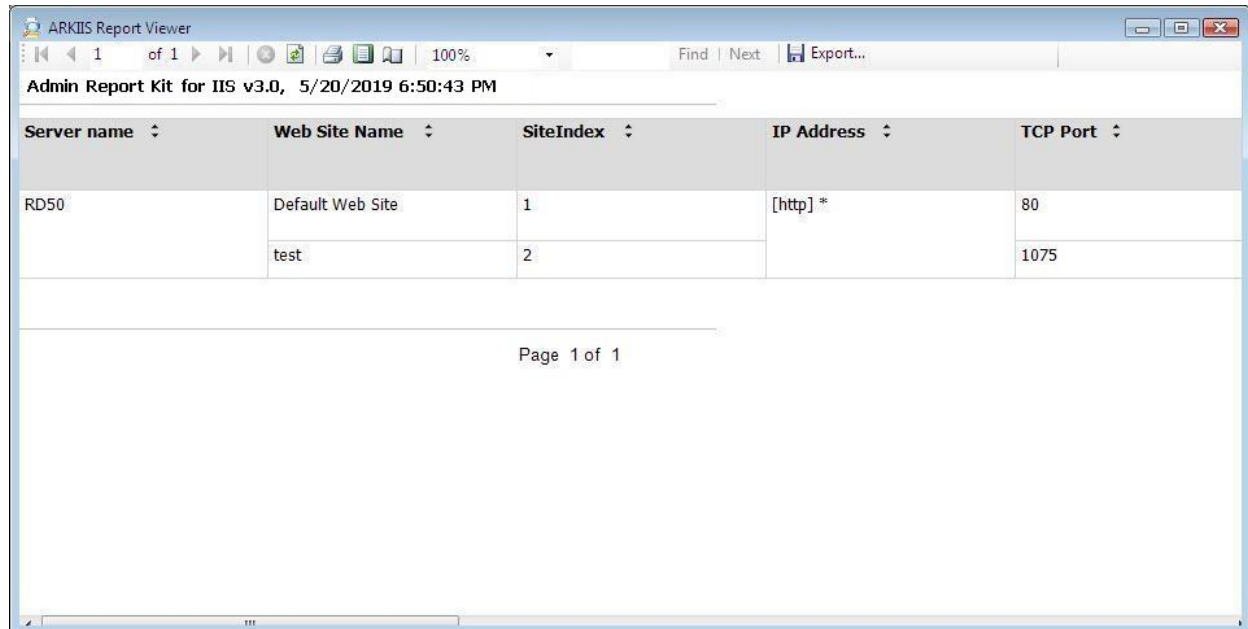 ARKIIS Report Viewer
1 of 1 100% Find | Next Export...
Admin Report Kit for IIS v3.0, 5/20/2019 6:50:43 PM
Server name Web Site Name SiteIndex IP Address TCP Port
RD50 Default Web Site 1 [http] * 80
test 2 1075
Page 1 of 1